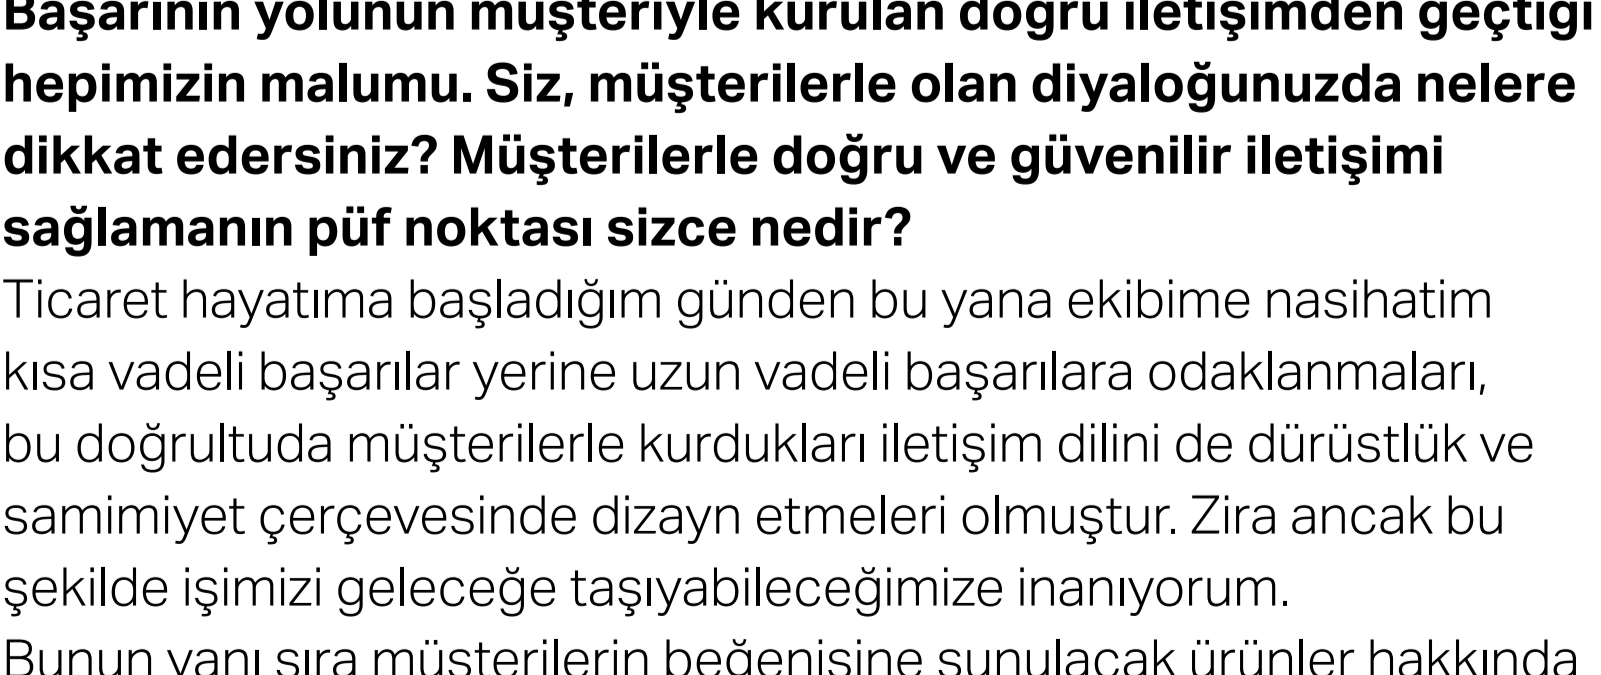 Başarının yolunun müşteriyle kurulan doğru iletişimden geçtiği
hepimizin malumu. Siz, müşterilerle olan diyaloğunuzda nelere
dikkat edersiniz? Müşterilerle doğru ve güvenilir iletişimi
sağlamanın püf noktası sizce nedir?
Ticaret hayatıma başladığım günden bu yana ekibime nasihatim
kısa vadeli başarılar yerine uzun vadeli başarılara odaklanmaları,
bu doğrultuda müşterilerle kurdukları iletişim dilini de dürüstlük ve
samimiyet çerçevesinde dizayn etmeleri olmuştur. Zira ancak bu
şekilde işimizi geleceğe taşıyabileceğimize inanıyorum.
Bunun yanı sıra müşterilerin beğenisine sunulacak ürünler hakkında